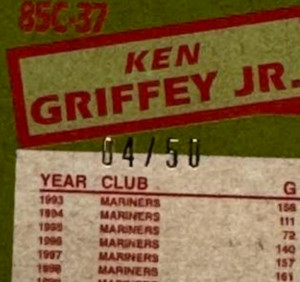 85C-37
KEN
GRIFFEY JR.
04/50
YEAR CLUB G
1993 MARINERS 156
1994 MARINERS 111
1995 MARINERS 72
1996 MARINERS 140
1997 MARINERS 157
1998 MARINERS 161